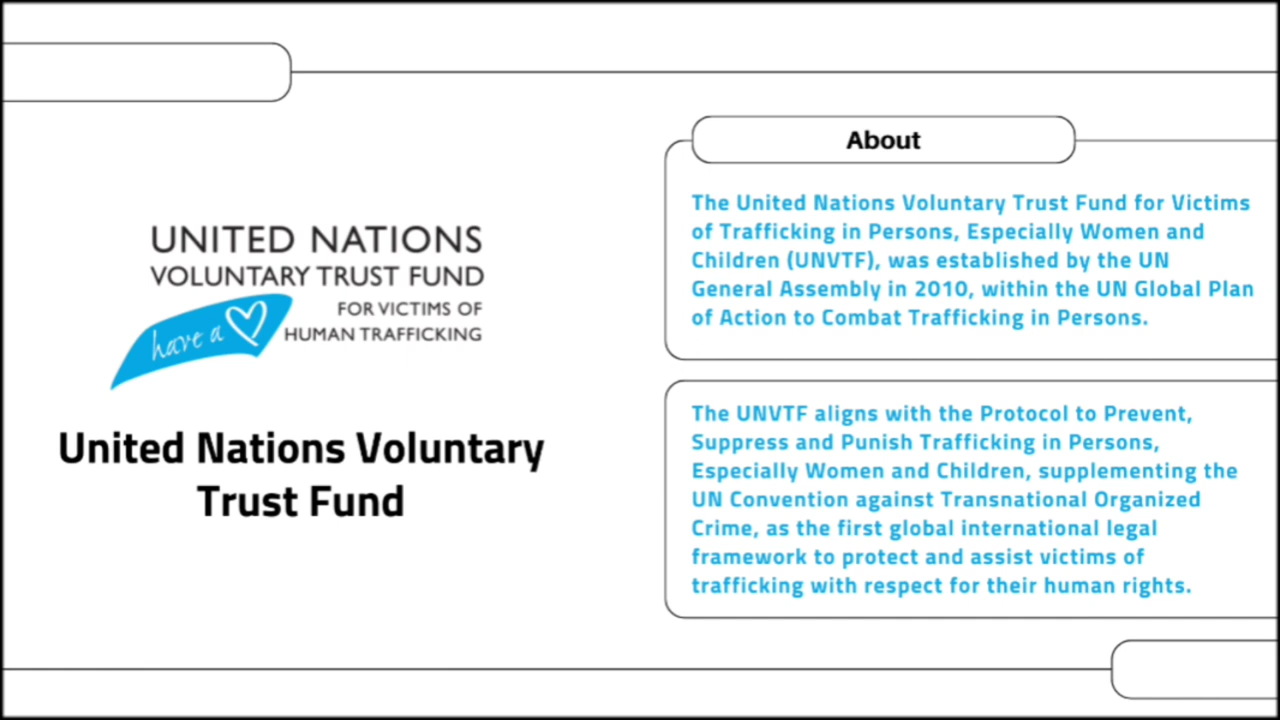 UNITED NATIONS
VOLUNTARY TRUST FUND
FOR VICTIMS OF
HUMAN TRAFFICKING
have a
United Nations Voluntary
Trust Fund
About
The United Nations Voluntary Trust Fund for Victims
of Trafficking in Persons, Especially Women and
Children (UNVTF), was established by the UN
General Assembly in 2010, within the UN Global Plan
of Action to Combat Trafficking in Persons.
The UNVTF aligns with the Protocol to Prevent,
Suppress and Punish Trafficking in Persons,
Especially Women and Children, supplementing the
UN Convention against Transnational Organized
Crime, as the first global international legal
framework to protect and assist victims of
trafficking with respect for their human rights.